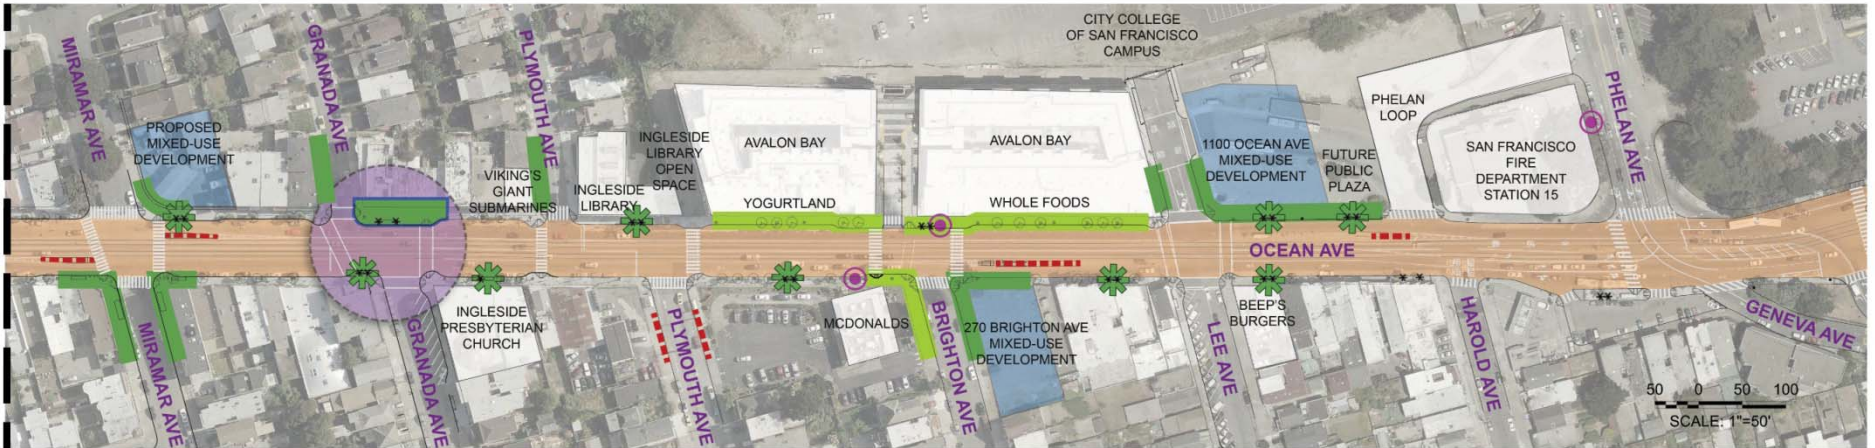 CITY COLLEGE
OF SAN FRANCISCO
CAMPUS
MIRAMAR AVE
GRANADA AVE
PLYMOUTH AVE
PHELAN AVE
PROPOSED
MIXED-USE
DEVELOPMENT
VIKING'S
GIANT
SUBMARINES
INGLESIDE
LIBRARY
INGLESIDE
LIBRARY
OPEN
SPACE
AVALON BAY
YOGURTLAND
AVALON BAY
WHOLE FOODS
1100 OCEAN AVE
MIXED-USE
DEVELOPMENT
FUTURE
PUBLIC
PLAZA
PHELAN
LOOP
SAN FRANCISCO
FIRE
DEPARTMENT
STATION 15
OCEAN AVE
MIRAMAR AVE
GRANADA AVE
INGLESIDE
PRESBYTERIAN
CHURCH
PLYMOUTH AVE
MCDONALDS
BRIGHTON AVE
270 BRIGHTON AVE
MIXED-USE
DEVELOPMENT
LEE AVE
BEEP'S
BURGERS
HAROLD AVE
GENEVA AVE
50 0 50 100
SCALE: 1"=50'